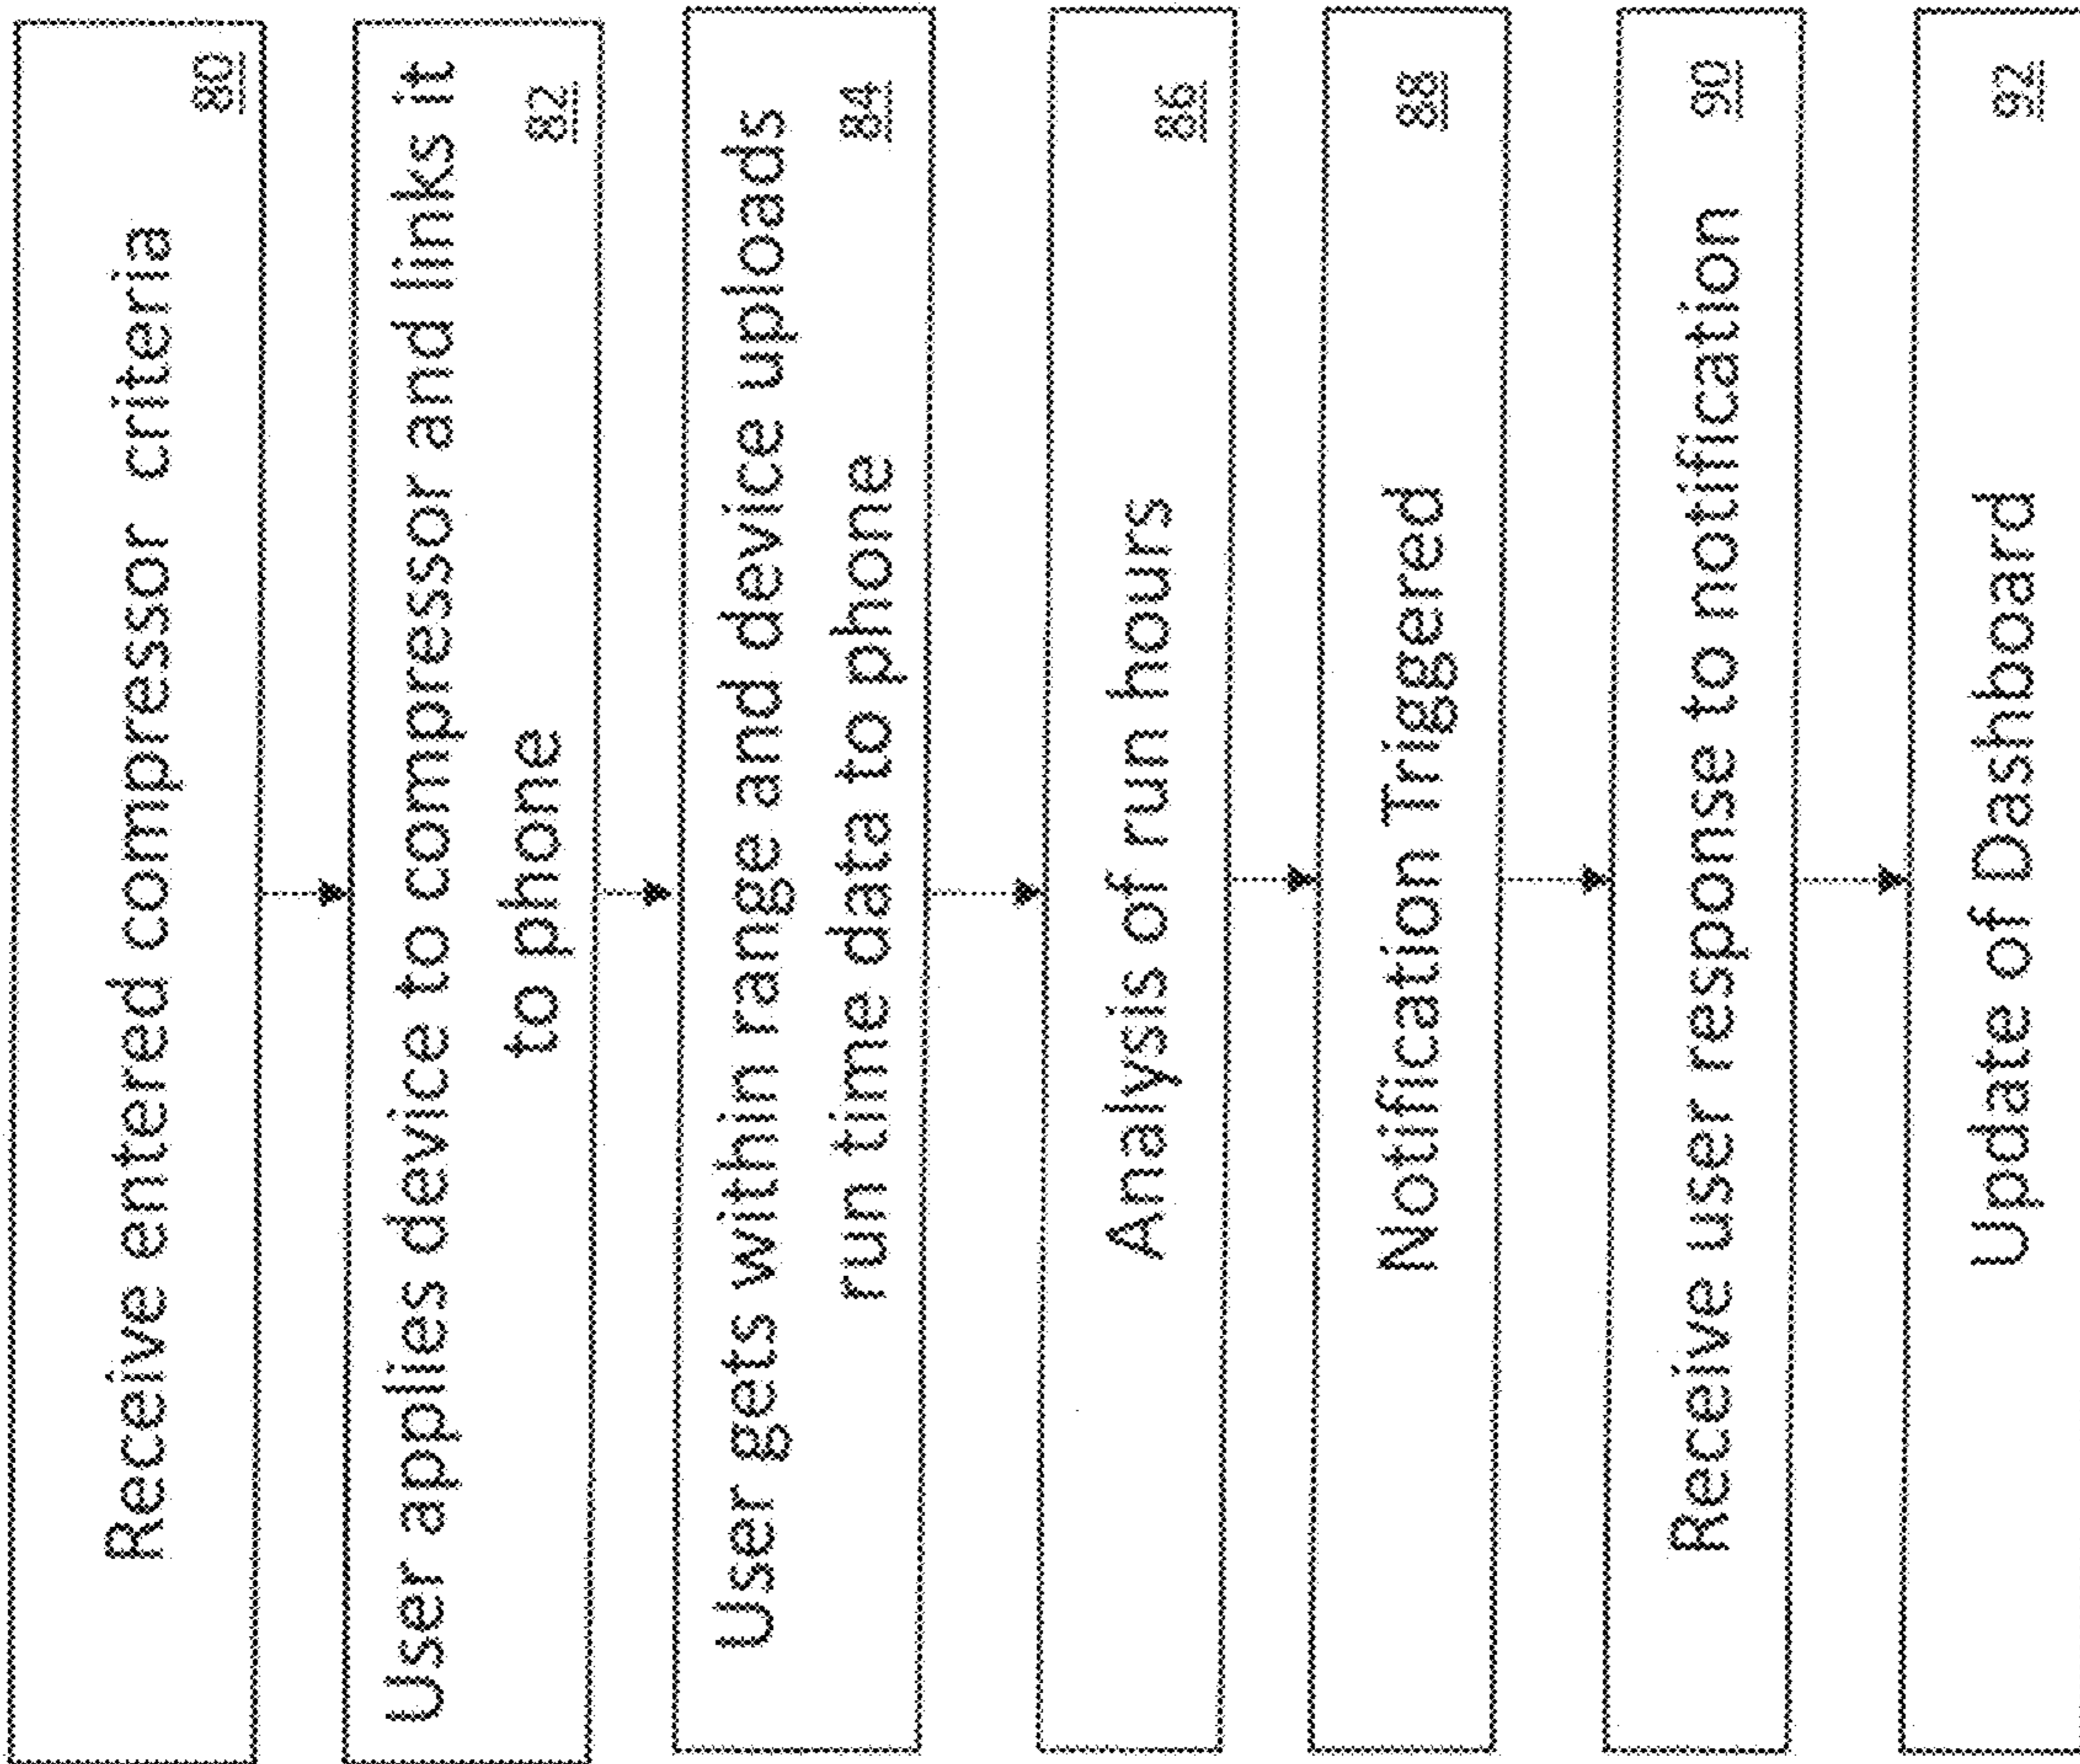 Receive entered compressor criteria
80
User applies device to compressor and links it
to phone
82
User gets within range and device uploads
run time data to phone
84
Analysis of run hours
86
Notification Triggered
88
Receive user response to notification
90
Update of Dashboard
92